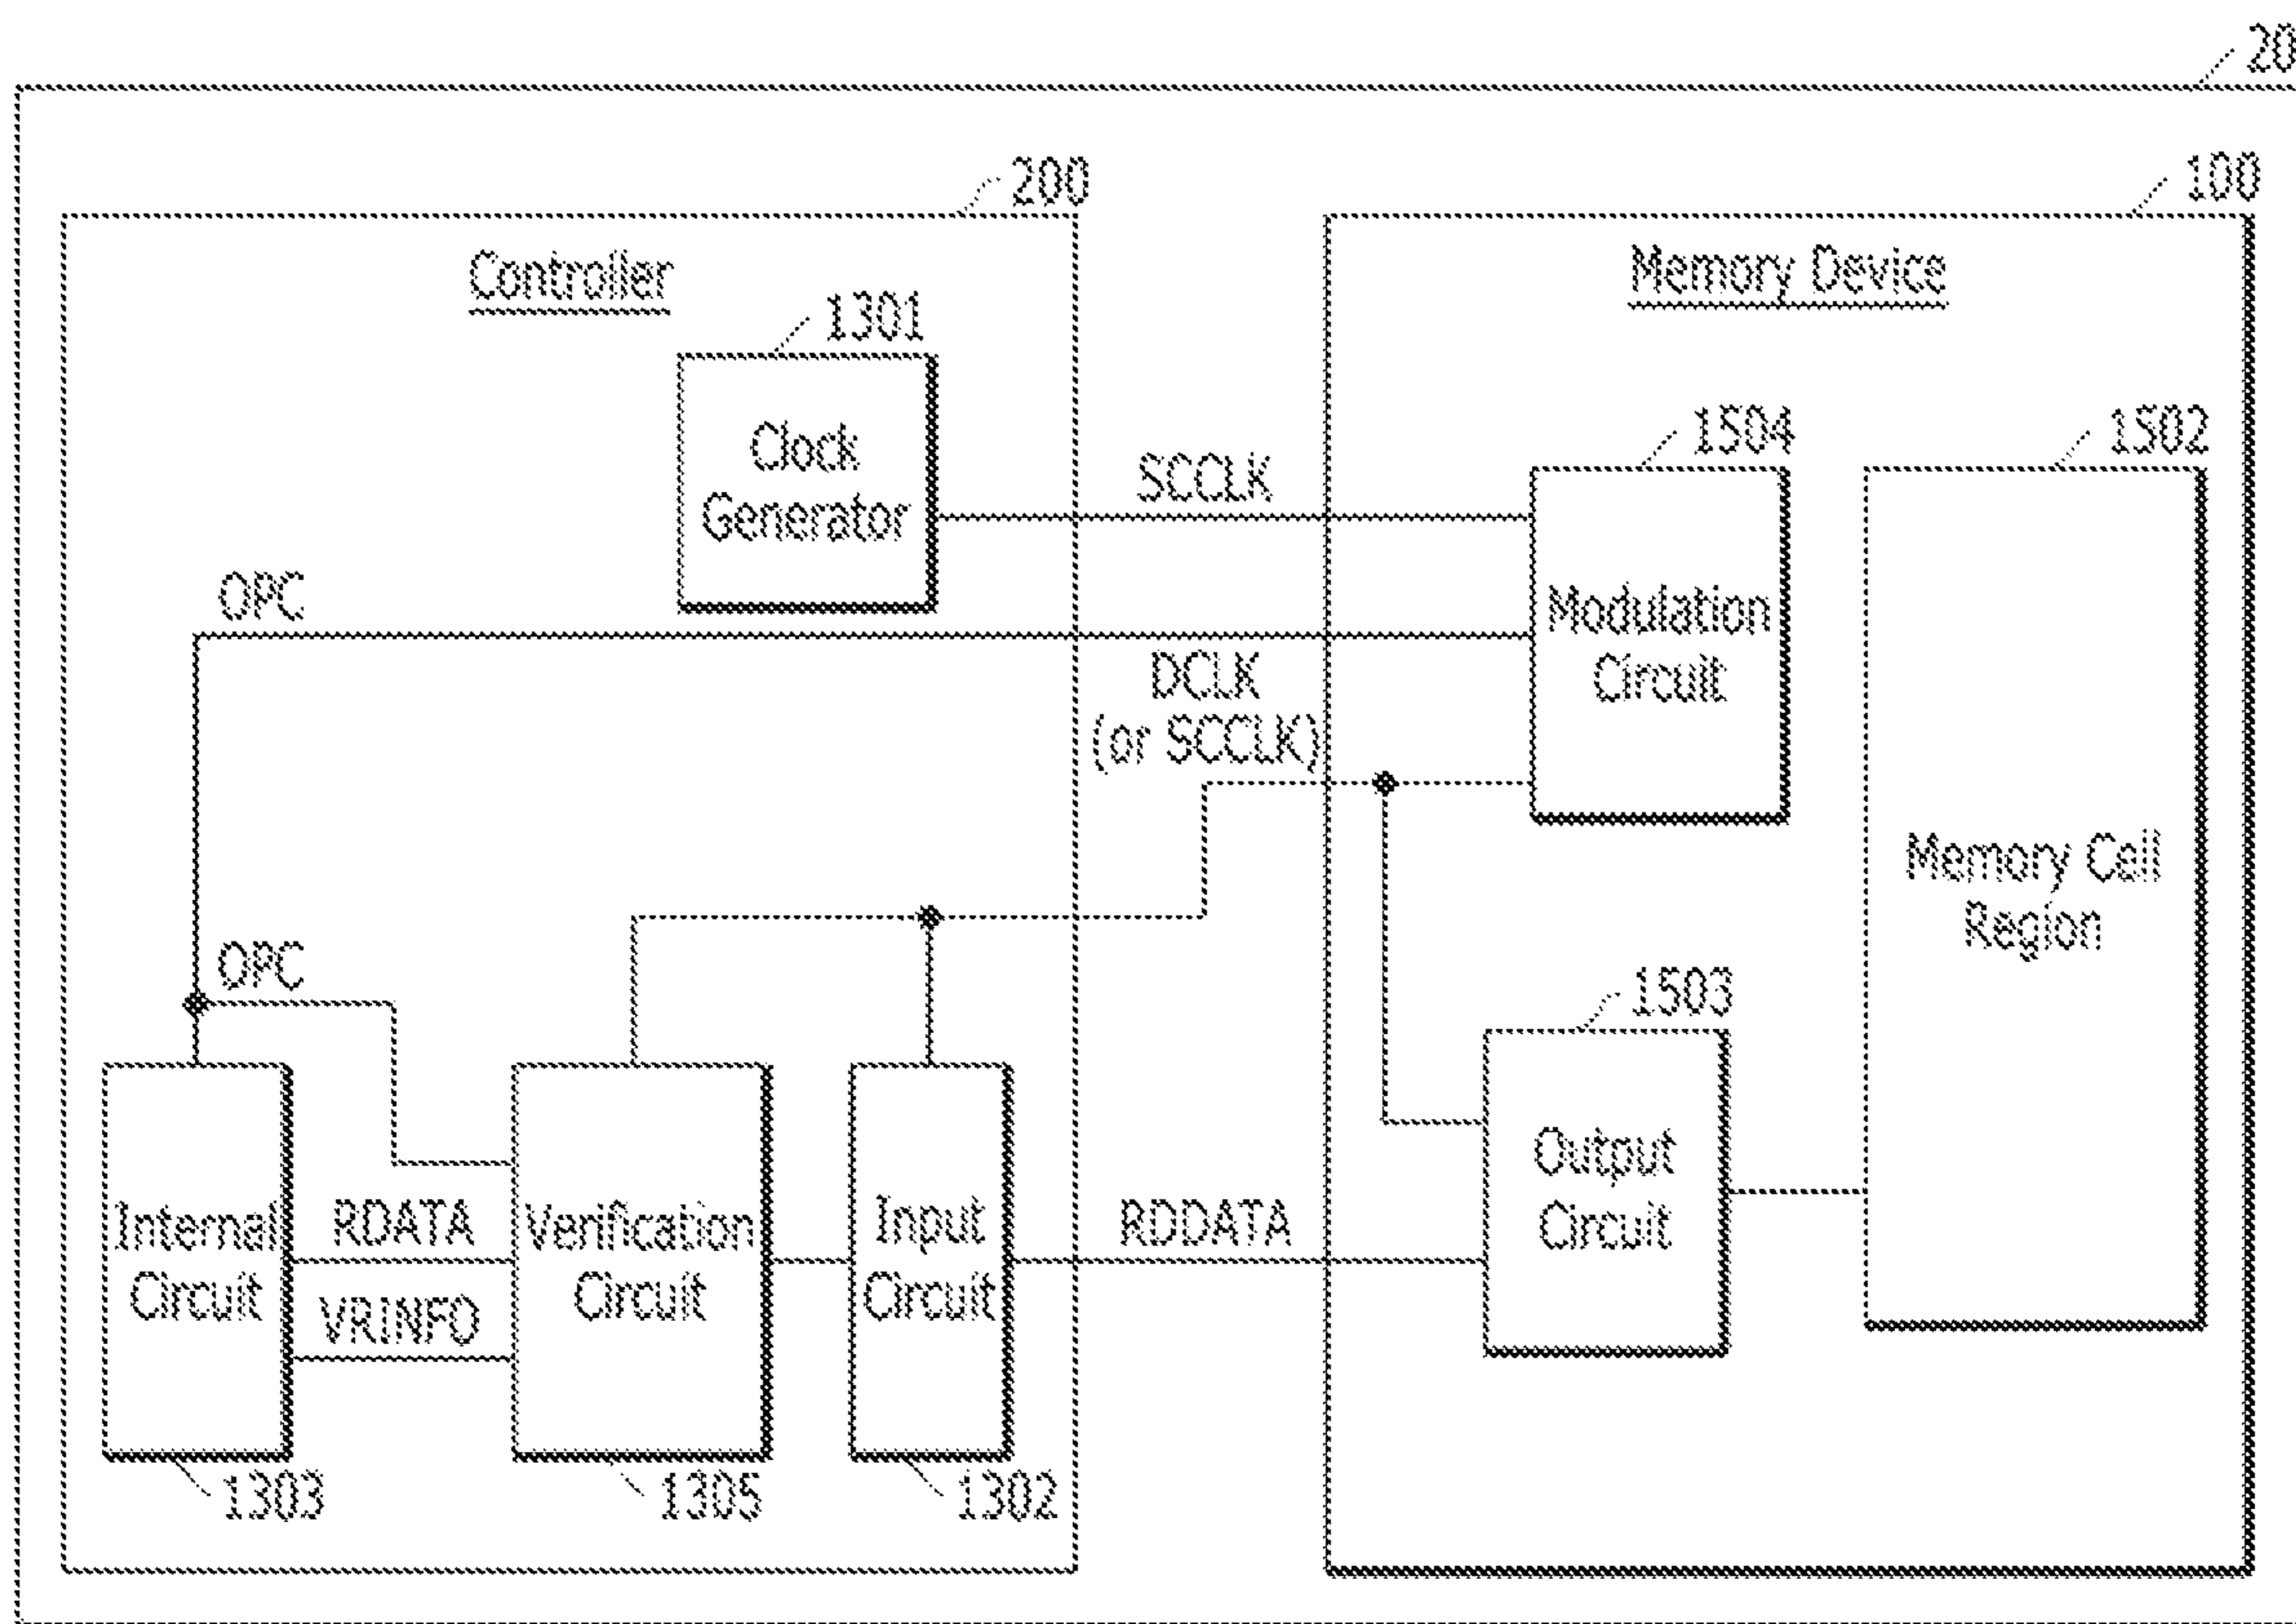 20
200
100
Controller
Memory Device
1301
1504
1502
Clock
Generator
SCCLK
OPC
Modulation
Circuit
DCLK
(or SCCLK)
Memory Cell
Region
OPC
1503
Output
Circuit
Internal
Circuit
RDATA
VRINFO
Verification
Circuit
Input
Circuit
RDDATA
1303
1305
1302